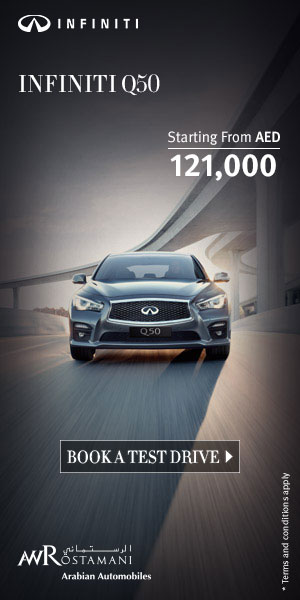 INFINITI
INFINITI Q50
Starting From AED
121,000
Q50
BOOK A TEST DRIVE
الرستماني
AWROSTAMANI
Arabian Automobiles
* Terms and conditions apply